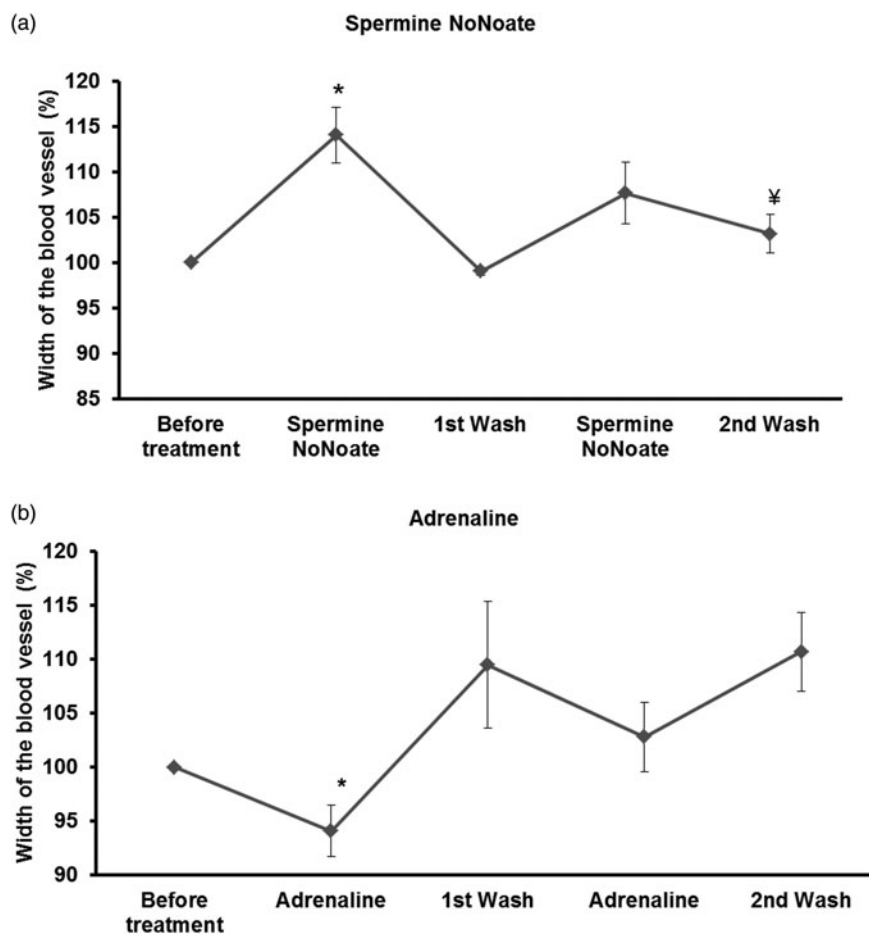 (a)
Spermine NoNoate
Width of the blood vessel (%)
120
115
110
105
100
95
90
85
*
¥
Before treatment
Spermine NoNoate
1st Wash
Spermine NoNoate
2nd Wash
(b)
Adrenaline
Width of the blood vessel (%)
120
115
110
105
100
95
90
*
Before treatment
Adrenaline
1st Wash
Adrenaline
2nd Wash